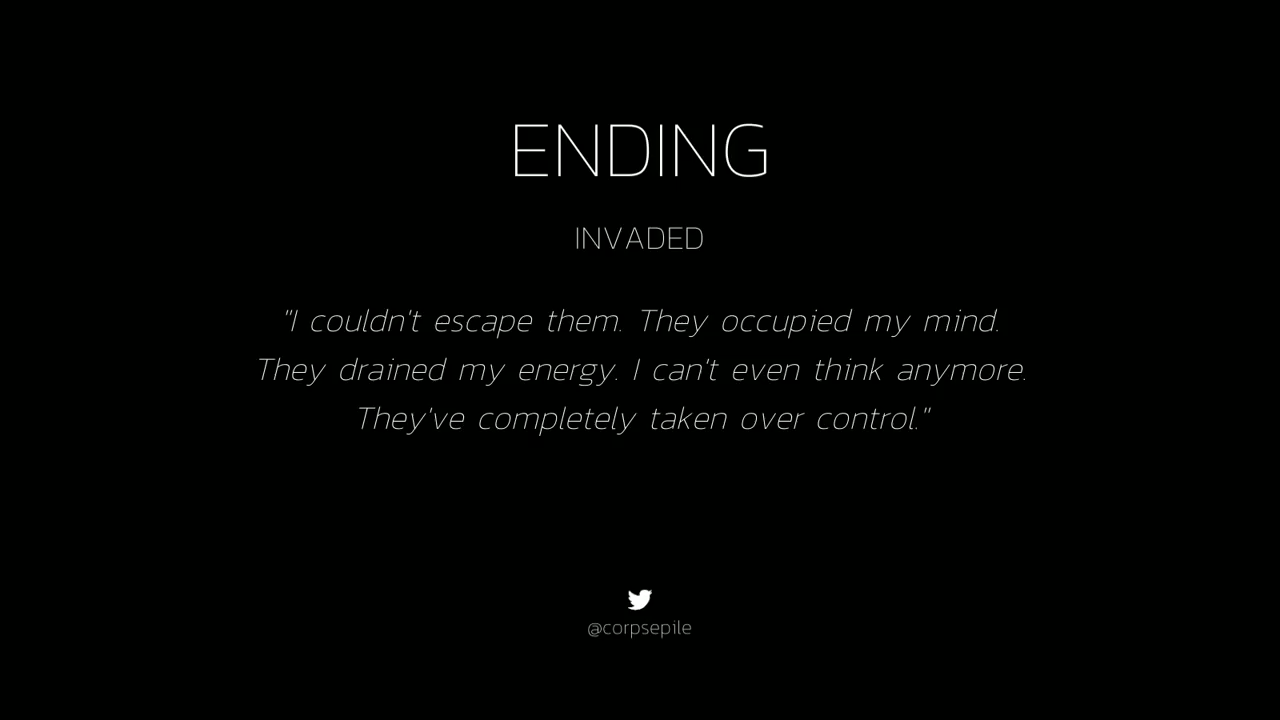 ENDING
INVADED
"I couldn't escape them. They occupied my mind.
They drained my energy. I can't even think anymore.
They've completely taken over control."
@corpsepile